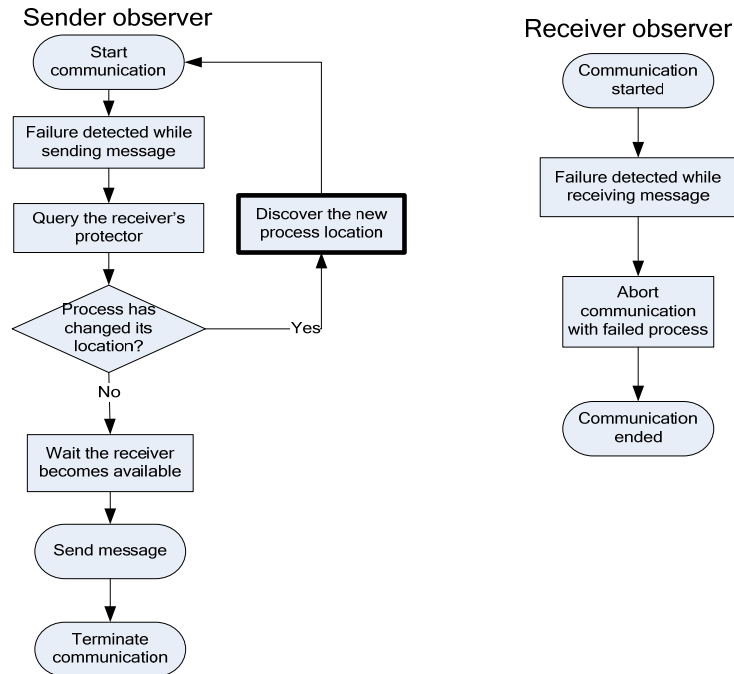 Sender observer
Start
communication
Failure detected while
sending message
Query the receiver's
protector
Process has
changed its
location?
Yes
Discover the new
process location
No
Wait the receiver
becomes available
Send message
Terminate
communication
Receiver observer
Communication
started
Failure detected while
receiving message
Abort
communication
with failed process
Communication
ended